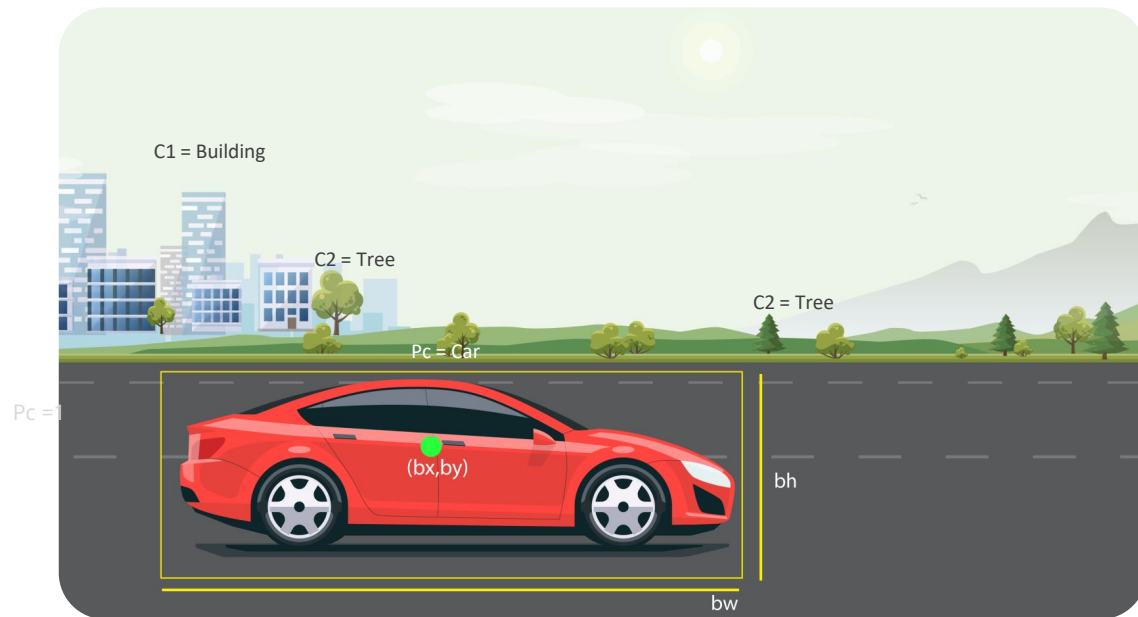 C1 = Building
C2 = Tree
C2 = Tree
Pc = Car
Pc =1
(bx,by)
bh
bw